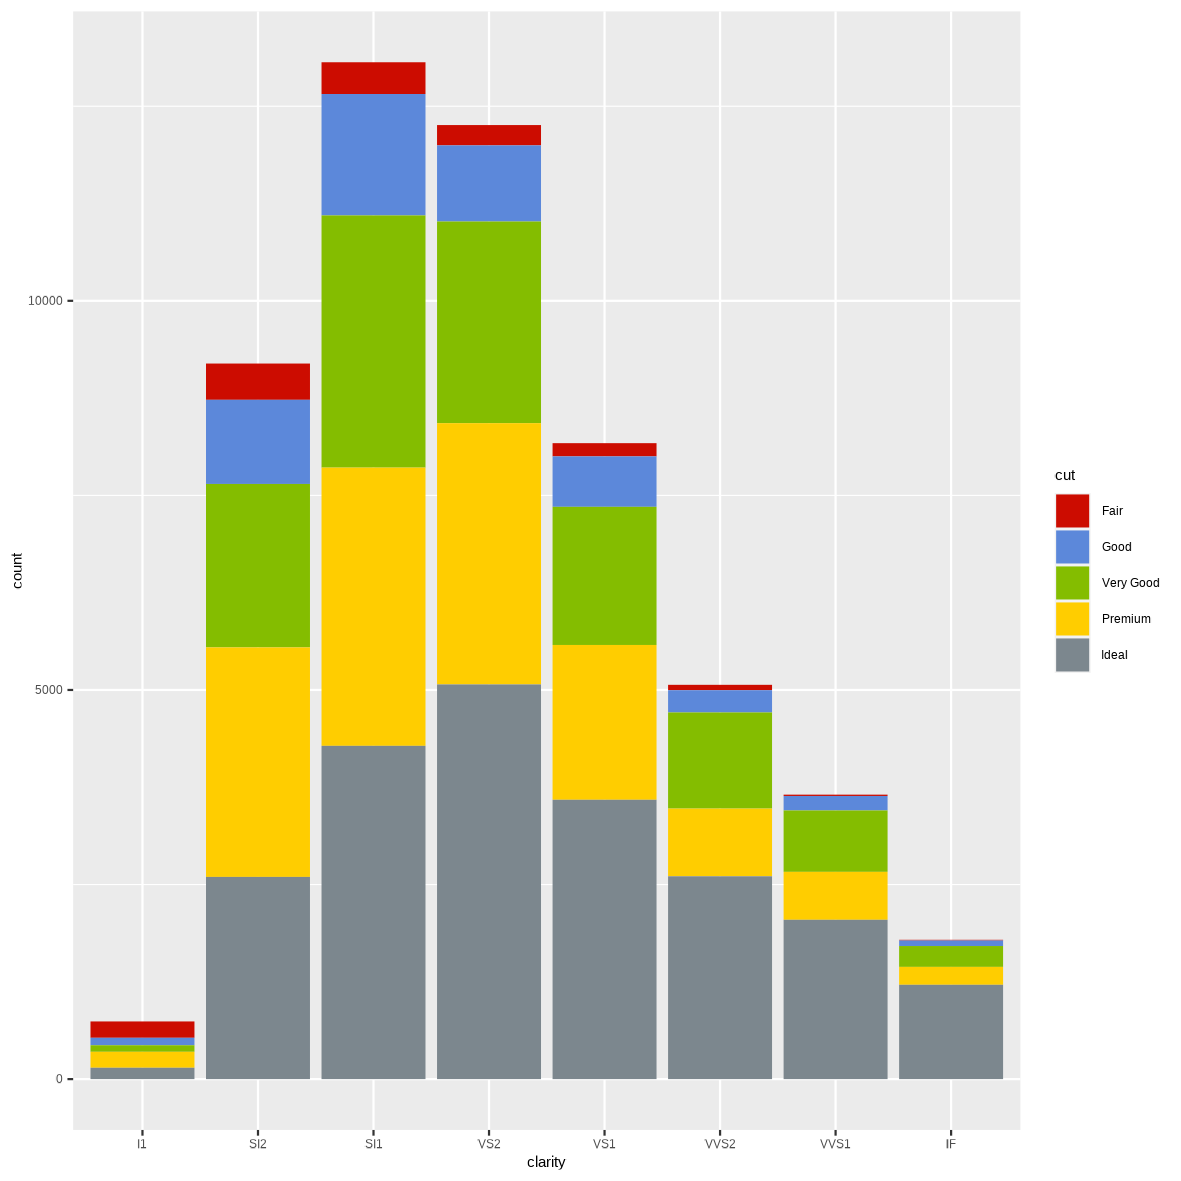 10000
5000
0
count
I1
SI2
SI1
VS2
VS1
VVS2
VVS1
IF
clarity
cut
Fair
Good
Very Good
Premium
Ideal